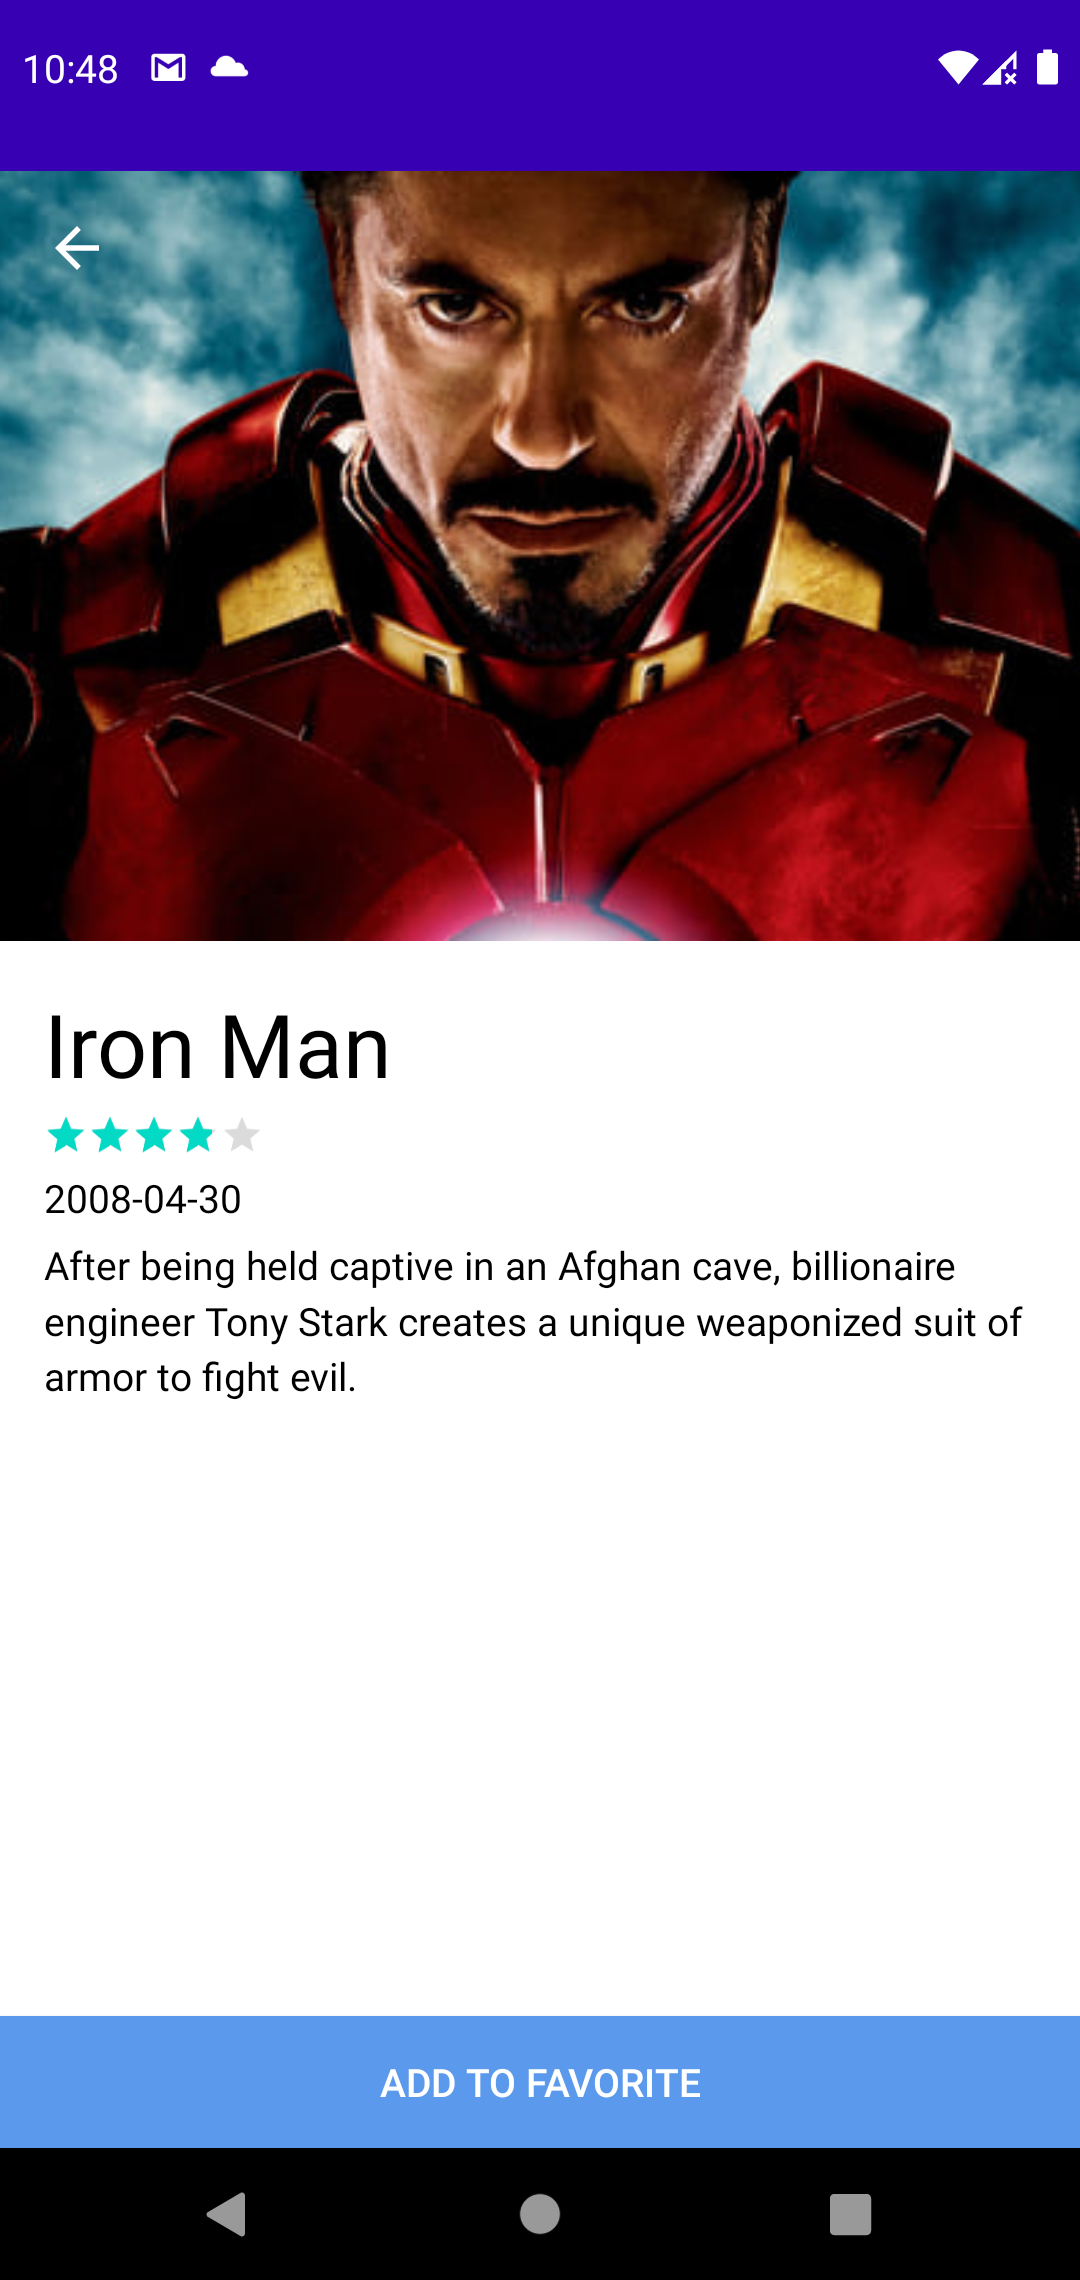 10:48
Iron Man
2008-04-30
After being held captive in an Afghan cave, billionaire
engineer Tony Stark creates a unique weaponized suit of
armor to fight evil.
ADD TO FAVORITE